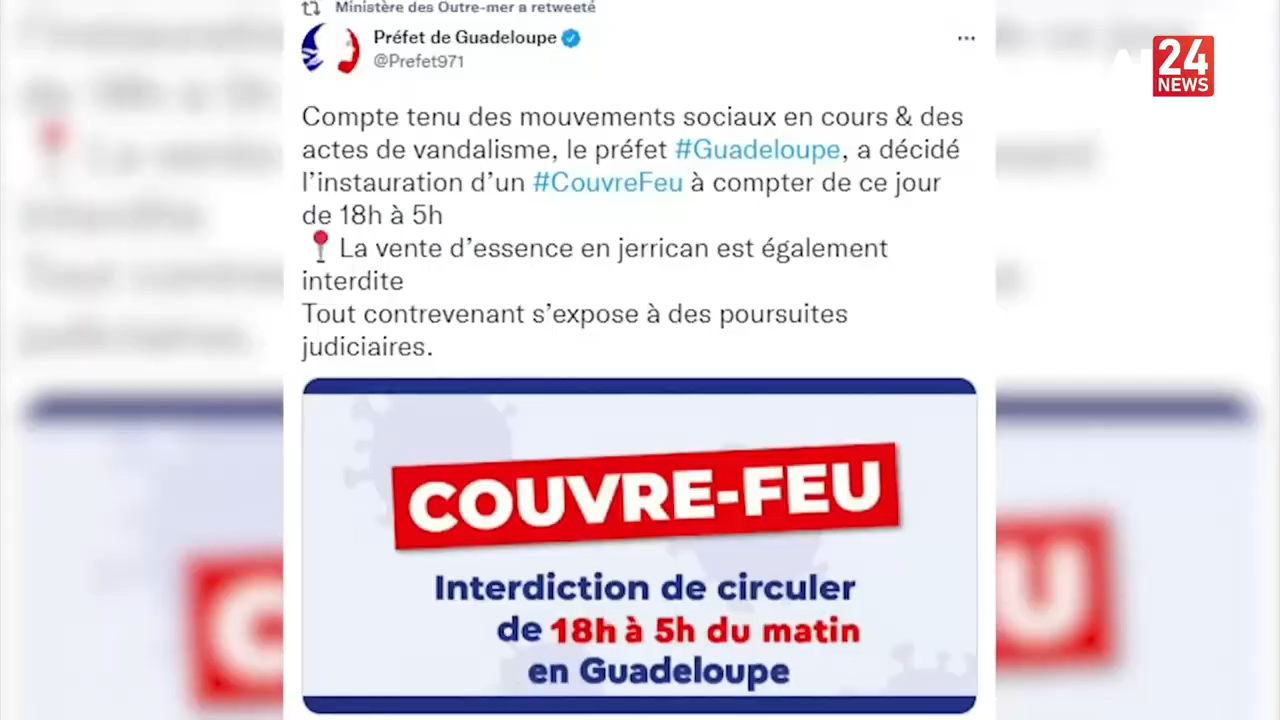 Ministère des Outre-mer a retweeté
Préfet de Guadeloupe
@Prefet971
24
NEWS
Compte tenu des mouvements sociaux en cours & des
actes de vandalisme, le préfet #Guadeloupe, a décidé
l'instauration d'un #CouvreFeu à compter de ce jour
de 18h à 5h
La vente d'essence en jerrican est également
interdite
Tout contrevenant s'expose à des poursuites
judiciaires.
COUVRE-FEU
Interdiction de circuler
de 18h à 5h du matin
en Guadeloupe